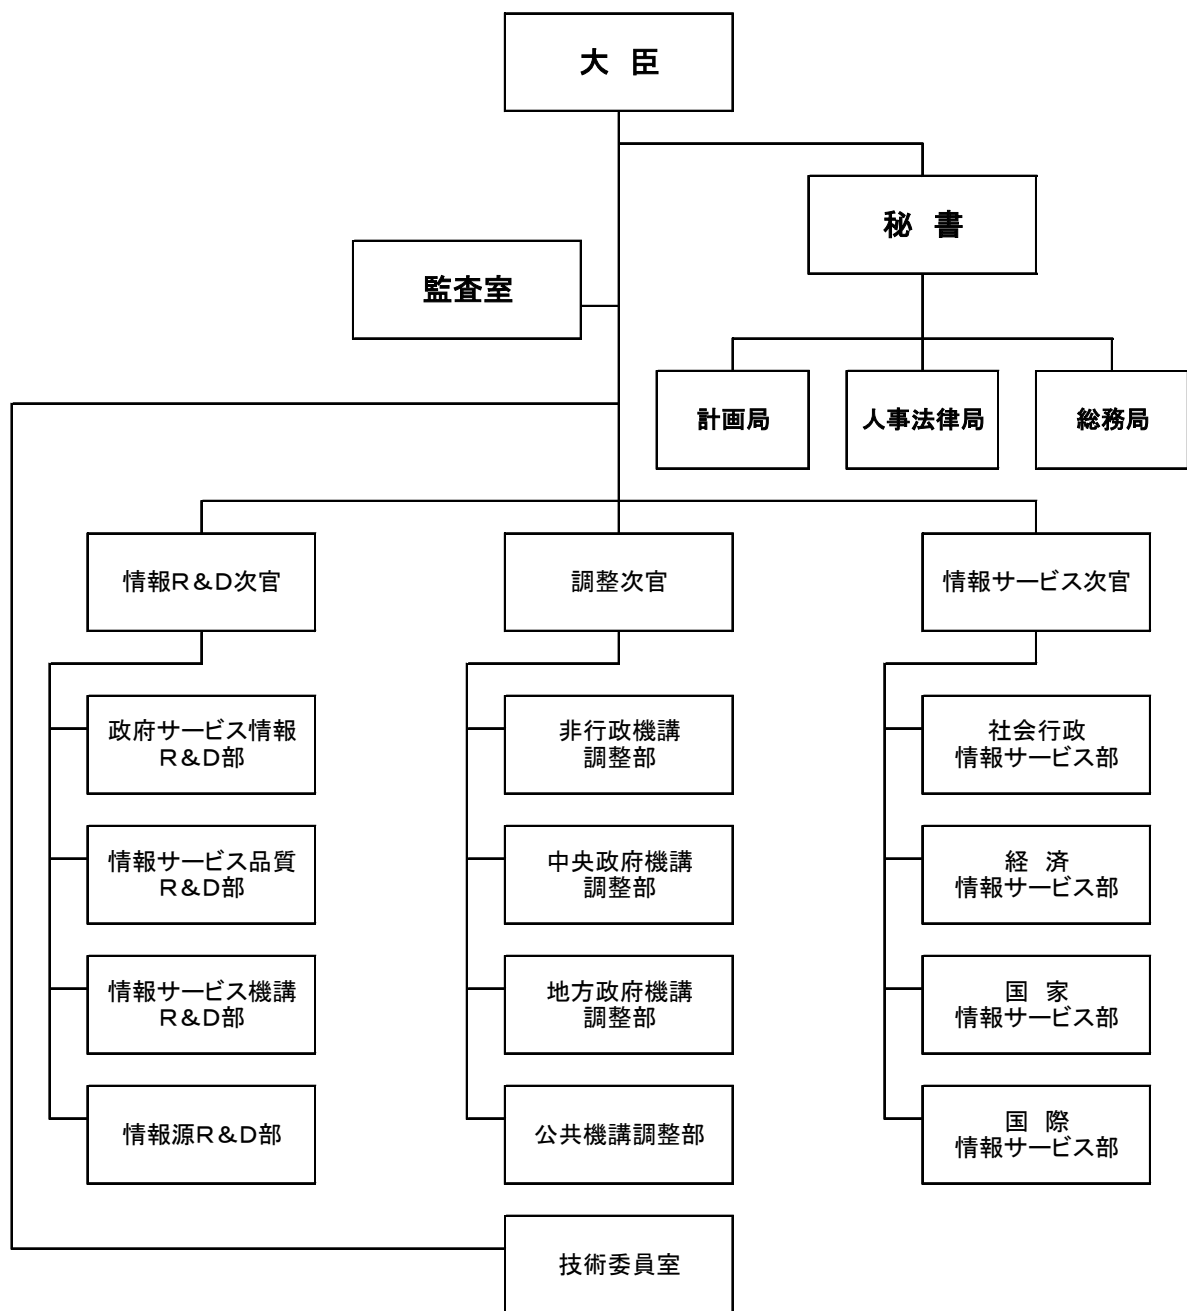 大 臣
秘 書
監査室
計画局
人事法律局
総務局
情報R&D次官
調整次官
情報サービス次官
政府サービス情報
R&D部
非行政機講
調整部
社会行政
情報サービス部
情報サービス品質
R&D部
中央政府機講
調整部
経 済
情報サービス部
情報サービス機講
R&D部
地方政府機講
調整部
国 家
情報サービス部
情報源R&D部
公共機講調整部
国 際
情報サービス部
技術委員室